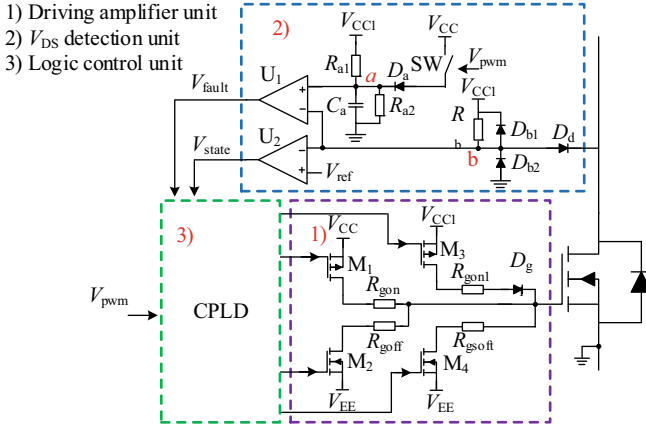 1) Driving amplifier unit
2) VDS detection unit
3) Logic control unit
2)
VCC1
VCC
Ra1
a
Da
SW
Vpwm
U1
+
−
Vfault
Ca
Ra2
VCC1
R
Db1
Dd
U2
−
+
Vstate
Vref
b
b
Db2
3)
1)
VCC
M1
VCC1
M3
Dg
Rgon1
Rgon
Vpwm
CPLD
Rgoff
Rgsoft
M2
M4
VEE
VEE